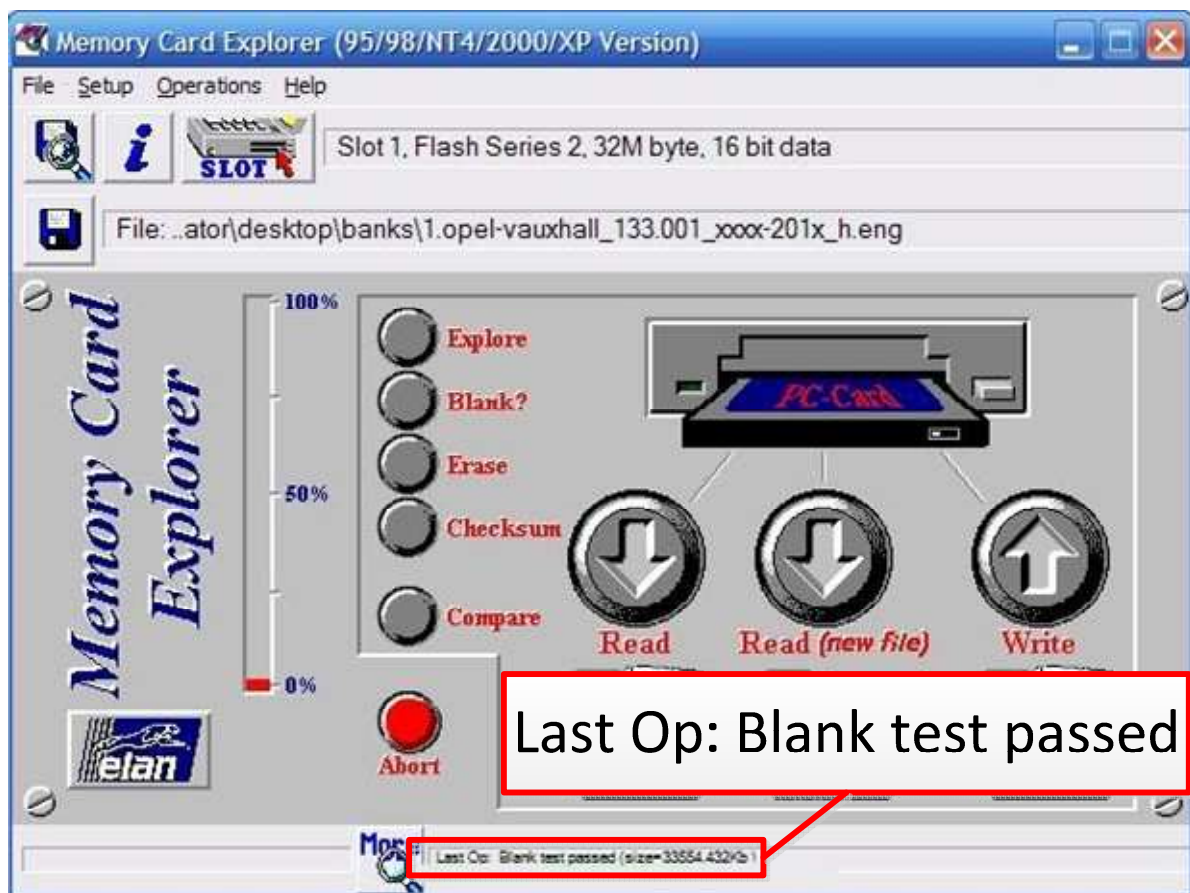 Memory Card Explorer (95/98/NT4/2000/XP Version)
File Setup Operations Help
SLOT
Slot 1, Flash Series 2, 32M byte, 16 bit data
File: ..ator\desktop\banks\1.opel-vauxhall_133.001_xxxx-201x_h.eng
Memory Card
Explorer
100%
50%
0%
Explore
Blank?
Erase
Checksum
Compare
Abort
PC-Card
Read
Read (new file)
Write
elan
Last Op: Blank test passed
More
Last Op: Blank test passed (size=33554.432Kb